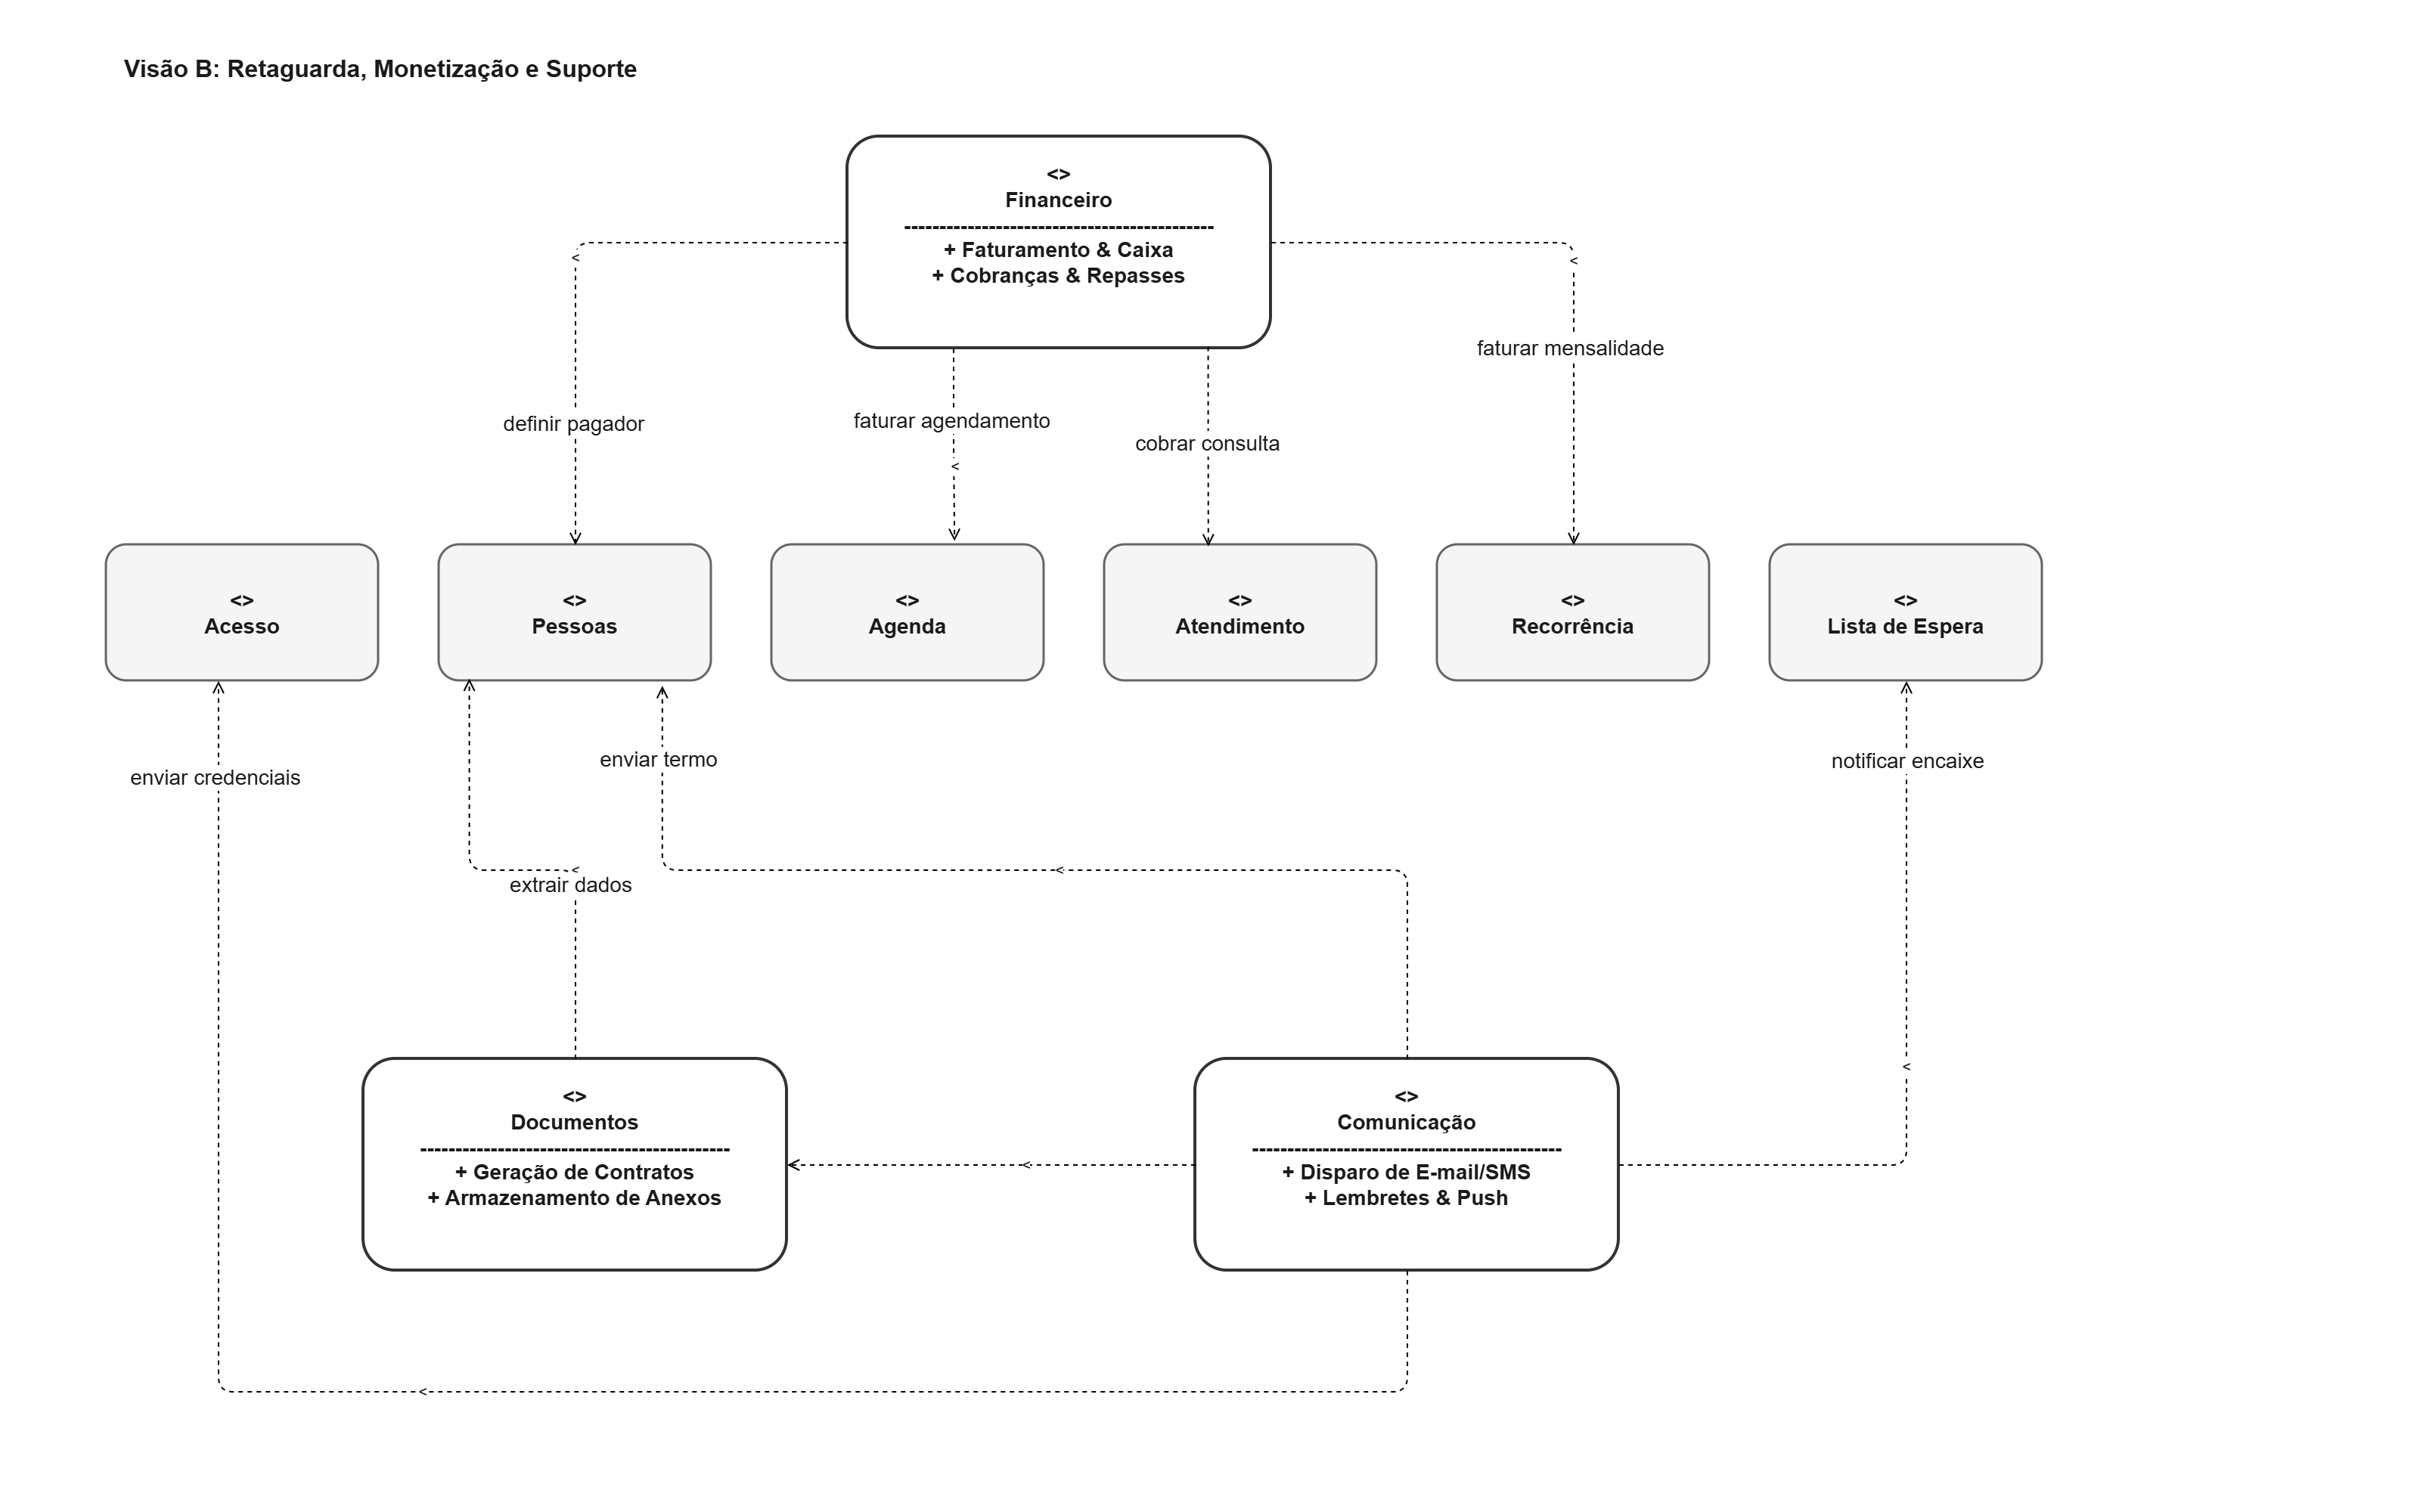 Visão B: Retaguarda, Monetização e Suporte
<>
Financeiro
--------------------------------------------
+ Faturamento & Caixa
+ Cobranças & Repasses
<
<
faturar mensalidade
definir pagador
faturar agendamento
cobrar consulta
<
<>
Acesso
<>
Pessoas
<>
Agenda
<>
Atendimento
<>
Recorrência
<>
Lista de Espera
enviar credenciais
enviar termo
notificar encaixe
<
<
extrair dados
<
<>
Documentos
--------------------------------------------
+ Geração de Contratos
+ Armazenamento de Anexos
<
<>
Comunicação
--------------------------------------------
+ Disparo de E-mail/SMS
+ Lembretes & Push
<